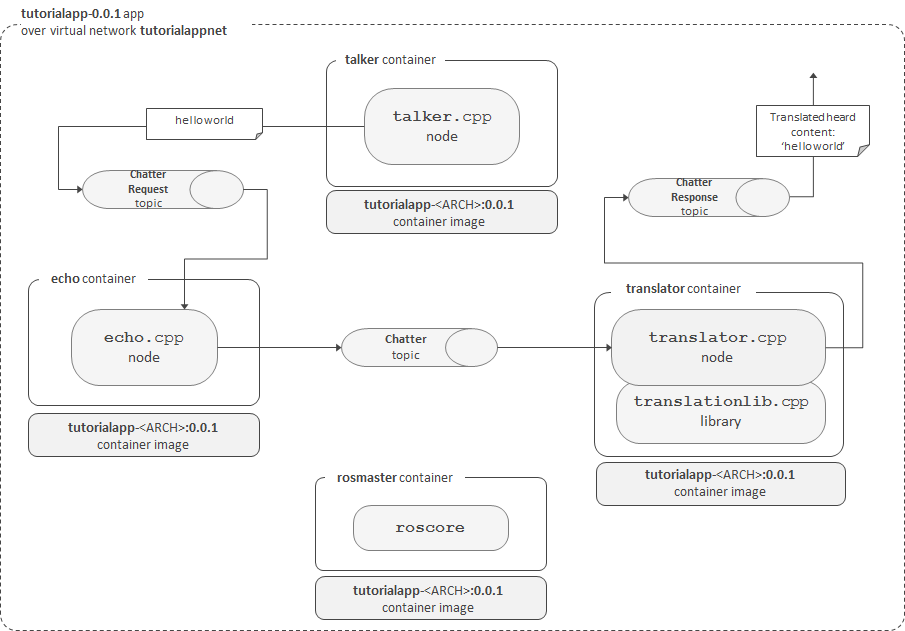 tutorialapp-0.0.1 app
over virtual network tutorialappnet
talker container
talker.cpp
node
tutorialapp-<ARCH>:0.0.1
container image
helloworld
Chatter
Request
topic
Translated heard
content:
‘helloworld’
Chatter
Response
topic
echo container
echo.cpp
node
tutorialapp-<ARCH>:0.0.1
container image
Chatter
topic
translator container
translator.cpp
node
translationlib.cpp
library
tutorialapp-<ARCH>:0.0.1
container image
rosmaster container
roscore
tutorialapp-<ARCH>:0.0.1
container image